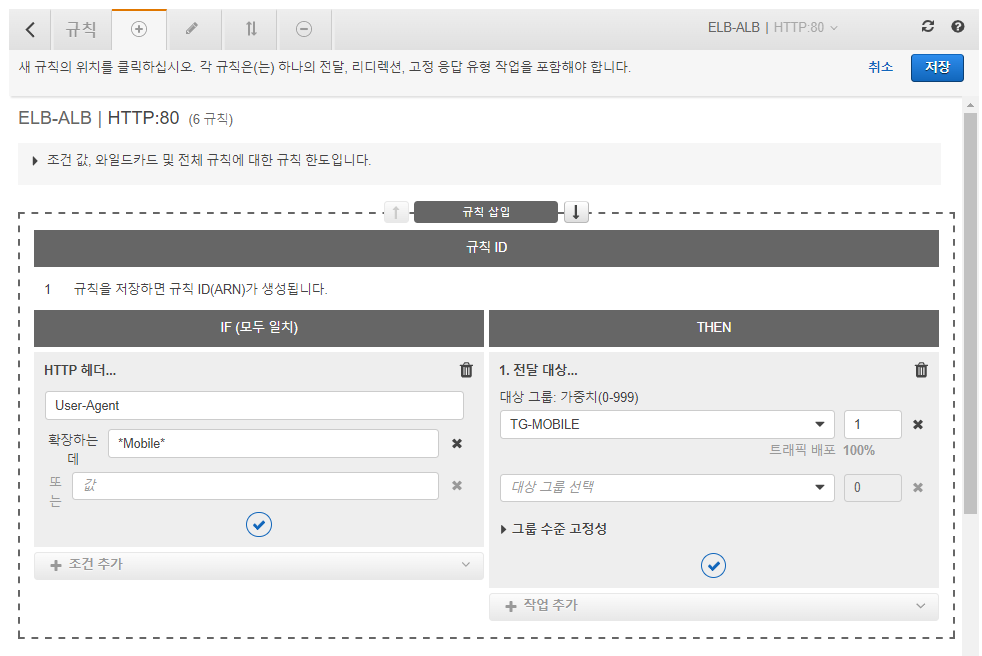 규칙
ELB-ALB | HTTP:80
새 규칙의 위치를 클릭하십시오. 각 규칙은(는) 하나의 전달, 리디렉션, 고정 응답 유형 작업을 포함해야 합니다.
취소
저장
ELB-ALB | HTTP:80 (6 규칙)
조건 값, 와일드카드 및 전체 규칙에 대한 규칙 한도입니다.
규칙 삽입
규칙 ID
1 규칙을 저장하면 규칙 ID(ARN)가 생성됩니다.
IF (모두 일치)
HTTP 헤더...
User-Agent
확장하는
데
*Mobile*
또
는
값
조건 추가
THEN
1. 전달 대상...
대상 그룹: 가중치(0-999)
TG-MOBILE
1
트래픽 배포 100%
대상 그룹 선택
0
그룹 수준 고정성
작업 추가